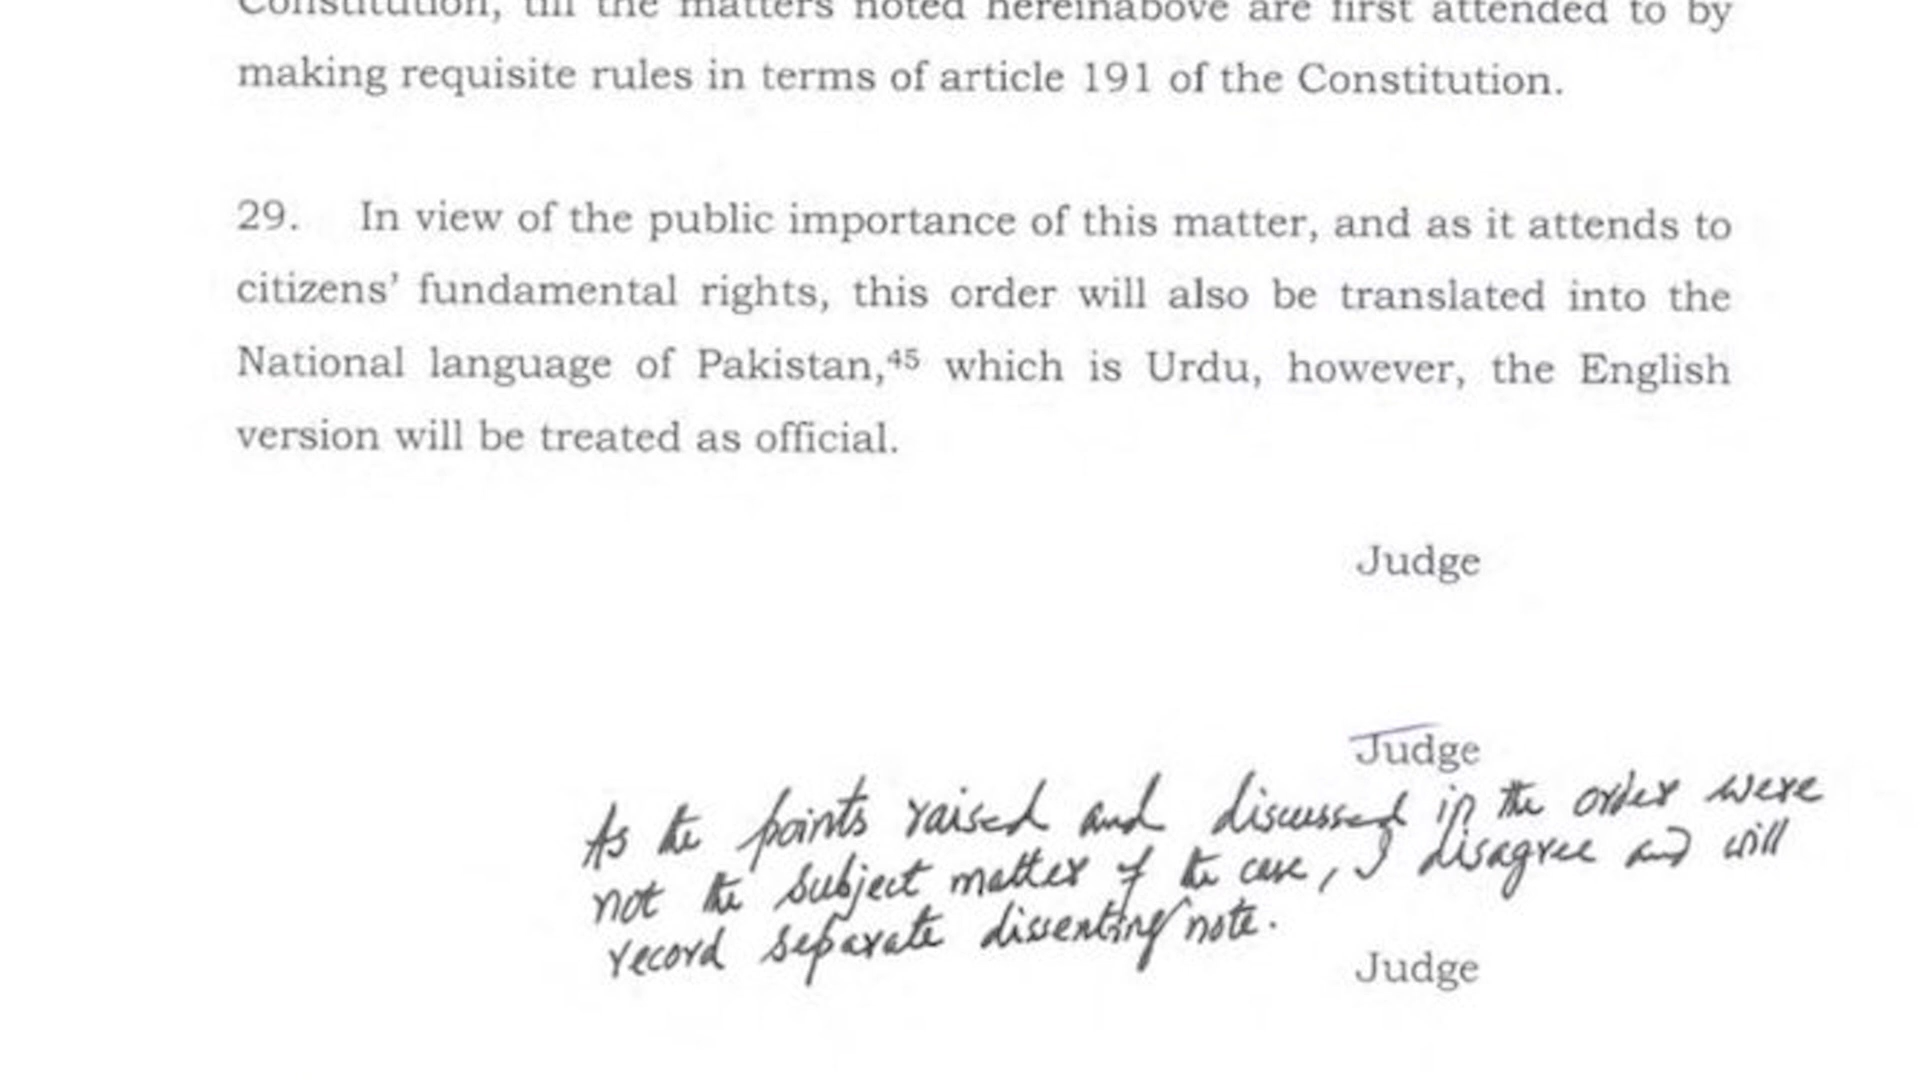 Constitution, till the matters noted hereinabove are first attended to by
making requisite rules in terms of article 191 of the Constitution.
29. In view of the public importance of this matter, and as it attends to
citizens’ fundamental rights, this order will also be translated into the
National language of Pakistan,⁴⁵ which is Urdu, however, the English
version will be treated as official.
Judge
Judge
As the points raised and discussed in the order were
not the subject matter of the case, I disagree and will
record separate dissenting note.
Judge